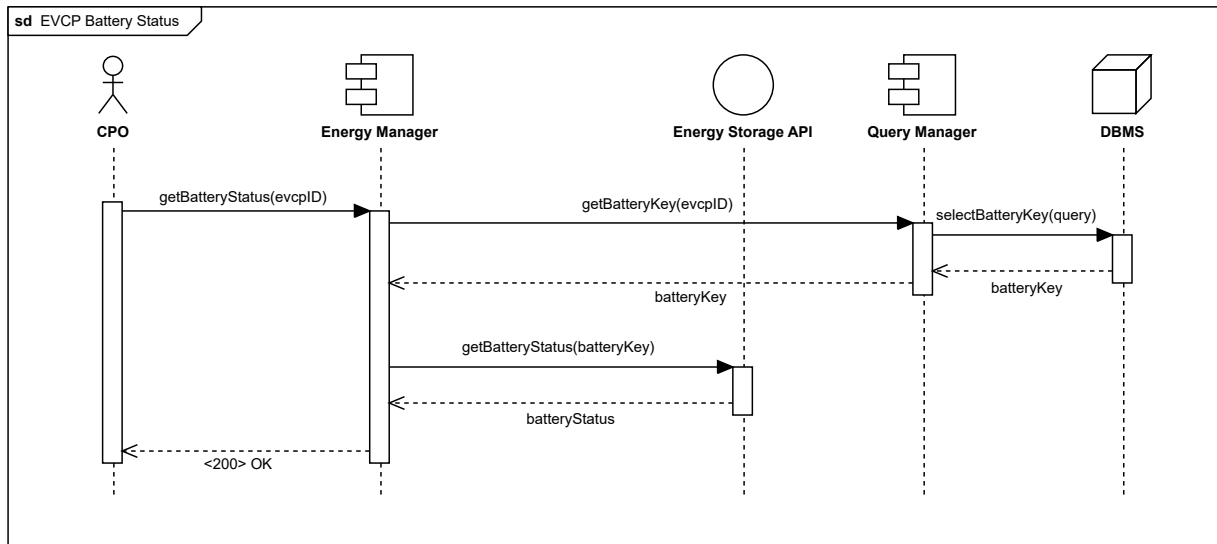 sd EVCP Battery Status
CPO
Energy Manager
Energy Storage API
Query Manager
DBMS
getBatteryStatus(evcpID)
getBatteryKey(evcpID)
selectBatteryKey(query)
batteryKey
batteryKey
getBatteryStatus(batteryKey)
batteryStatus
<200> OK